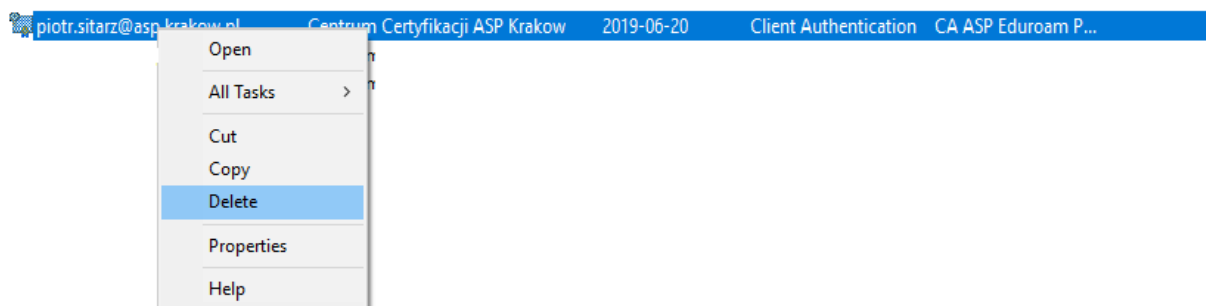 piotr.sitarz@asp.krakow.pl Centrum Certyfikacji ASP Krakow 2019-06-20 Client Authentication CA ASP Eduroam P...
Open
All Tasks >
Cut
Copy
Delete
Properties
Help